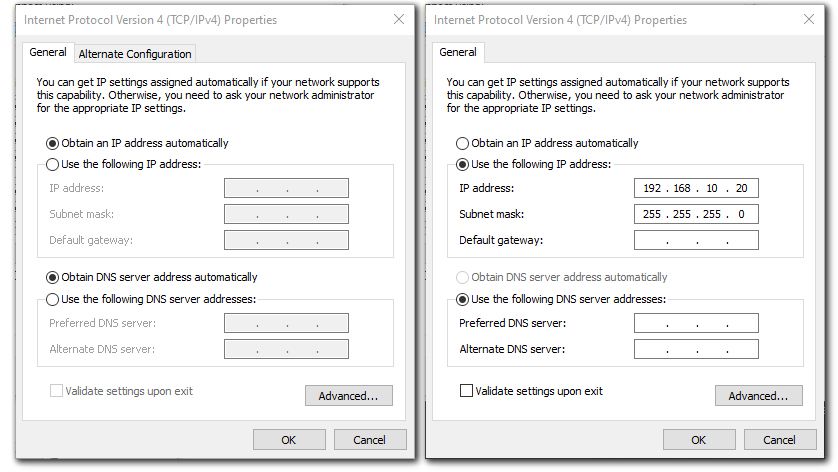 Internet Protocol Version 4 (TCP/IPv4) Properties
General
Alternate Configuration
You can get IP settings assigned automatically if your network supports
this capability. Otherwise, you need to ask your network administrator
for the appropriate IP settings.
Obtain an IP address automatically
Use the following IP address:
IP address:
Subnet mask:
Default gateway:
Obtain DNS server address automatically
Use the following DNS server addresses:
Preferred DNS server:
Alternate DNS server:
Validate settings upon exit
Advanced...
OK
Cancel
Internet Protocol Version 4 (TCP/IPv4) Properties
General
You can get IP settings assigned automatically if your network supports
this capability. Otherwise, you need to ask your network administrator
for the appropriate IP settings.
Obtain an IP address automatically
Use the following IP address:
IP address: 192 . 168 . 10 . 20
Subnet mask: 255 . 255 . 255 . 0
Default gateway:
Obtain DNS server address automatically
Use the following DNS server addresses:
Preferred DNS server:
Alternate DNS server:
Validate settings upon exit
Advanced...
OK
Cancel